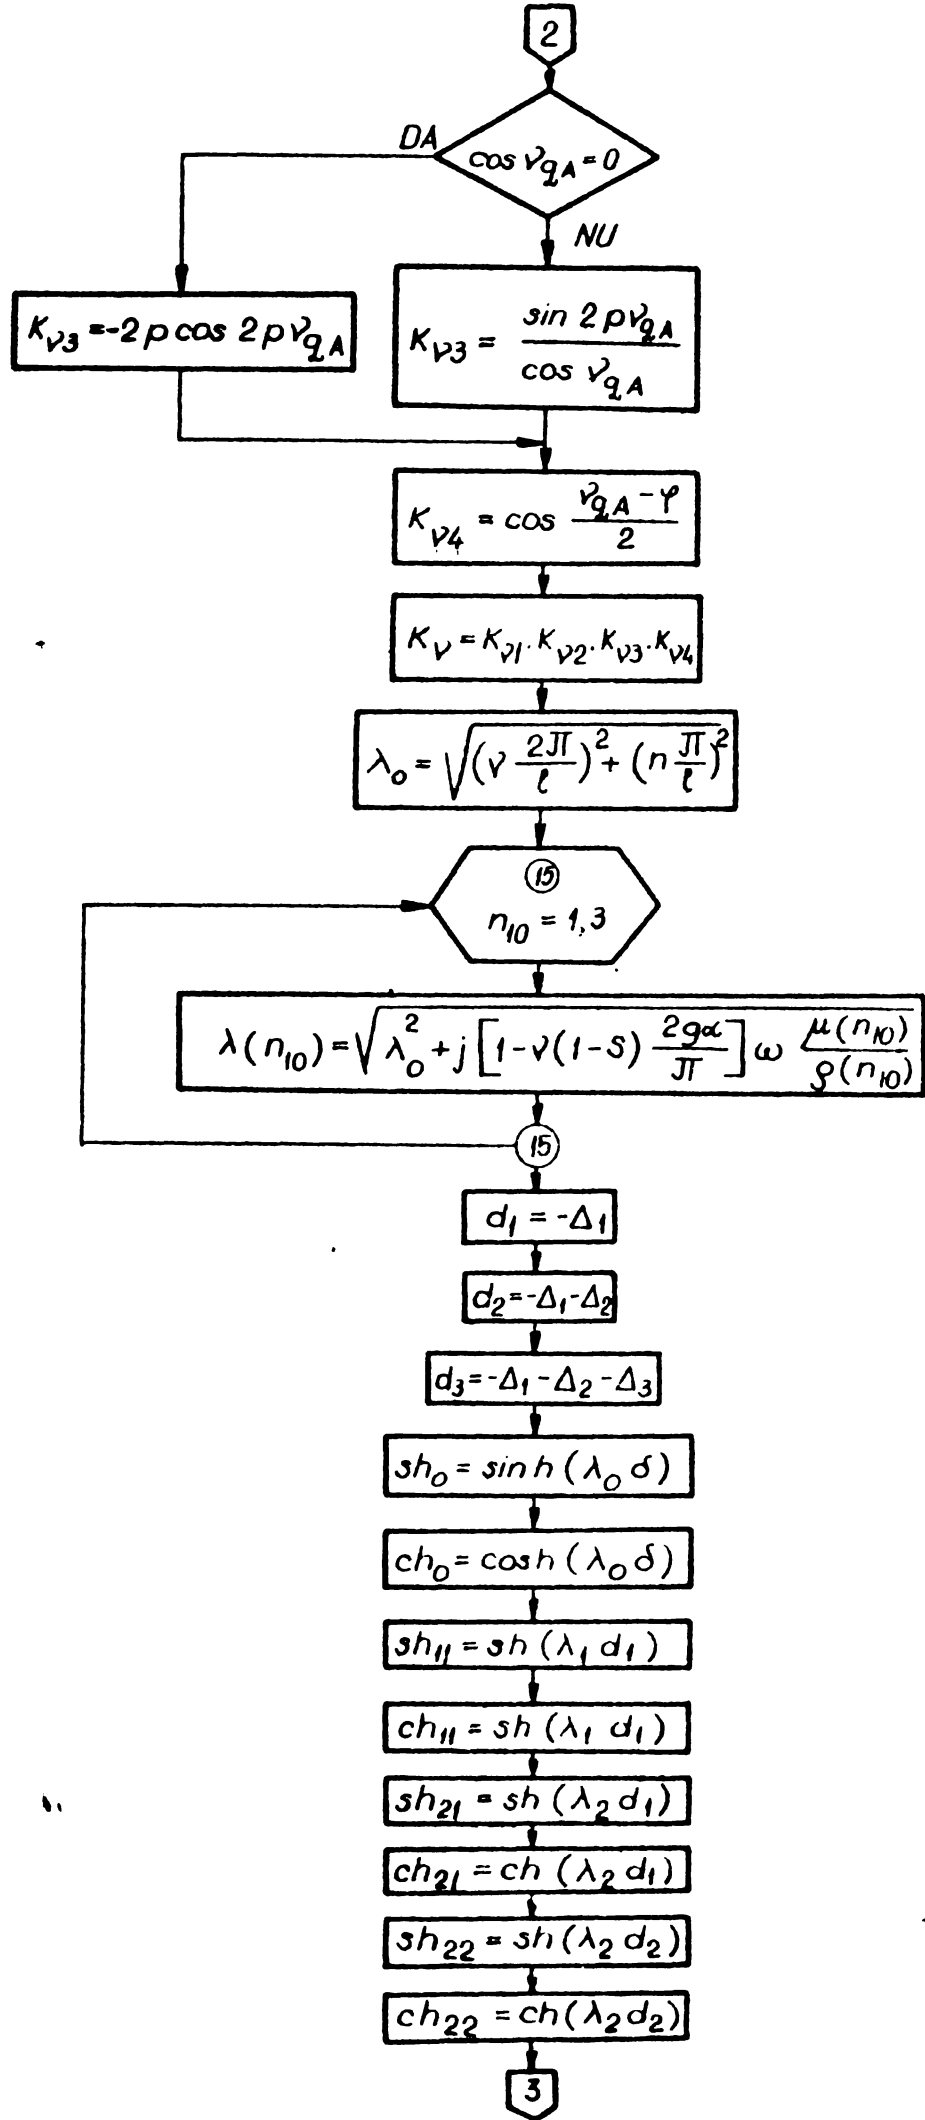 2
DA
cos ν_qA = 0
NU
K_ν3 = -2p cos 2pν_qA
K_ν3 = sin 2pν_qA / cos ν_qA
K_ν4 = cos (ν_qA - φ) / 2
K_ν = K_ν1 . K_ν2 . K_ν3 . K_ν4
λ_0 = √((ν 2π/l)^2 + (n π/l)^2)
15
n_10 = 1,3
λ(n_10) = √(λ_0^2 + j[1-ν(1-s) 2gα/π] ω μ(n_10)/ρ(n_10))
15
d_1 = -Δ_1
d_2 = -Δ_1 - Δ_2
d_3 = -Δ_1 - Δ_2 - Δ_3
sh_0 = sinh (λ_0 δ)
ch_0 = cosh (λ_0 δ)
sh_11 = sh (λ_1 d_1)
ch_11 = sh (λ_1 d_1)
sh_21 = sh (λ_2 d_1)
ch_21 = ch (λ_2 d_1)
sh_22 = sh (λ_2 d_2)
ch_22 = ch (λ_2 d_2)
3